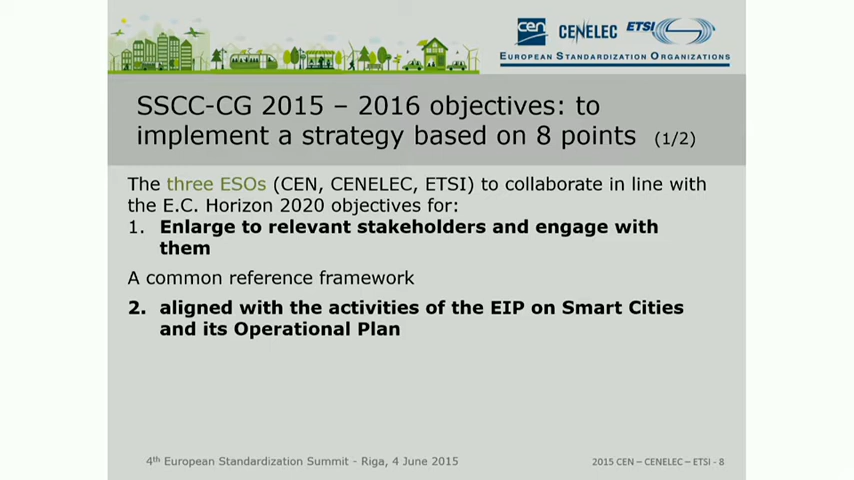 cen
CENELEC
ETSI
EUROPEAN STANDARDIZATION ORGANIZATIONS
SSCC-CG 2015 – 2016 objectives: to
implement a strategy based on 8 points (1/2)
The three ESOs (CEN, CENELEC, ETSI) to collaborate in line with
the E.C. Horizon 2020 objectives for:
1. Enlarge to relevant stakeholders and engage with
them
A common reference framework
2. aligned with the activities of the EIP on Smart Cities
and its Operational Plan
4th European Standardization Summit - Riga, 4 June 2015
2015 CEN – CENELEC – ETSI - 8